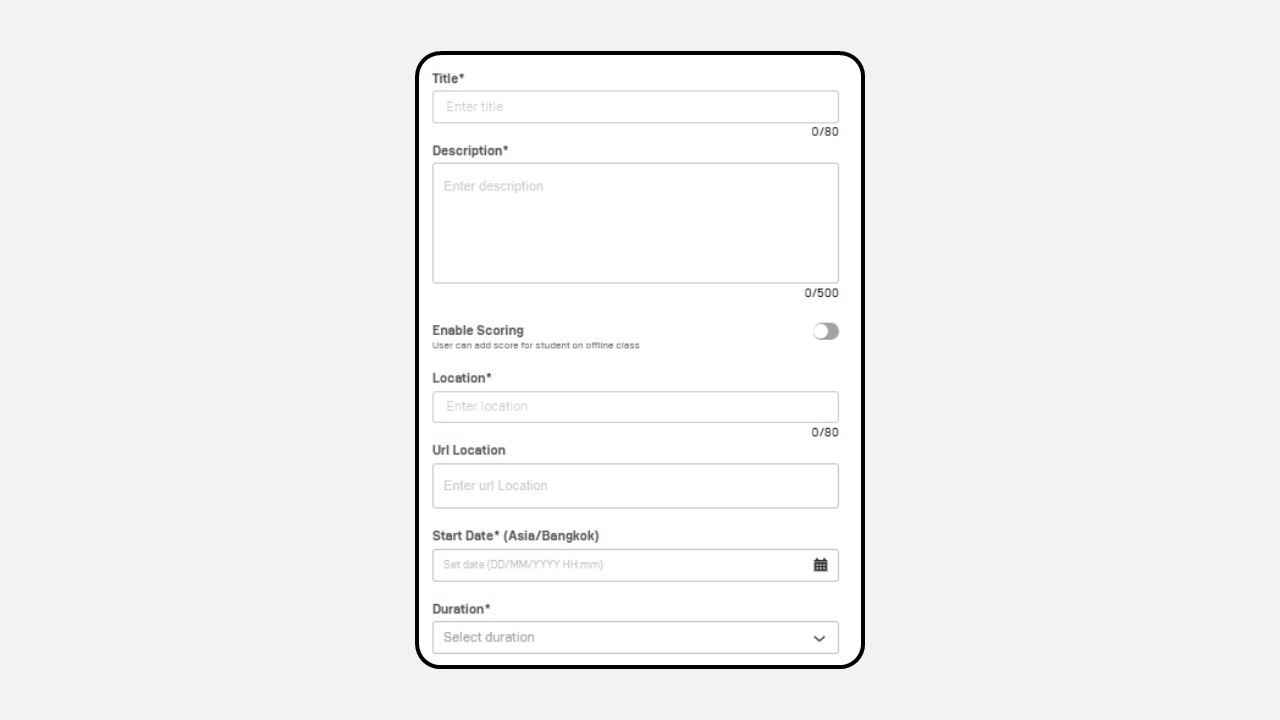 Title*
Enter title
0/80
Description*
Enter description
0/500
Enable Scoring
User can add score for student on offline class
Location*
Enter location
0/80
Url Location
Enter url Location
Start Date* (Asia/Bangkok)
Set date (DD/MM/YYYY HH:mm)
Duration*
Select duration